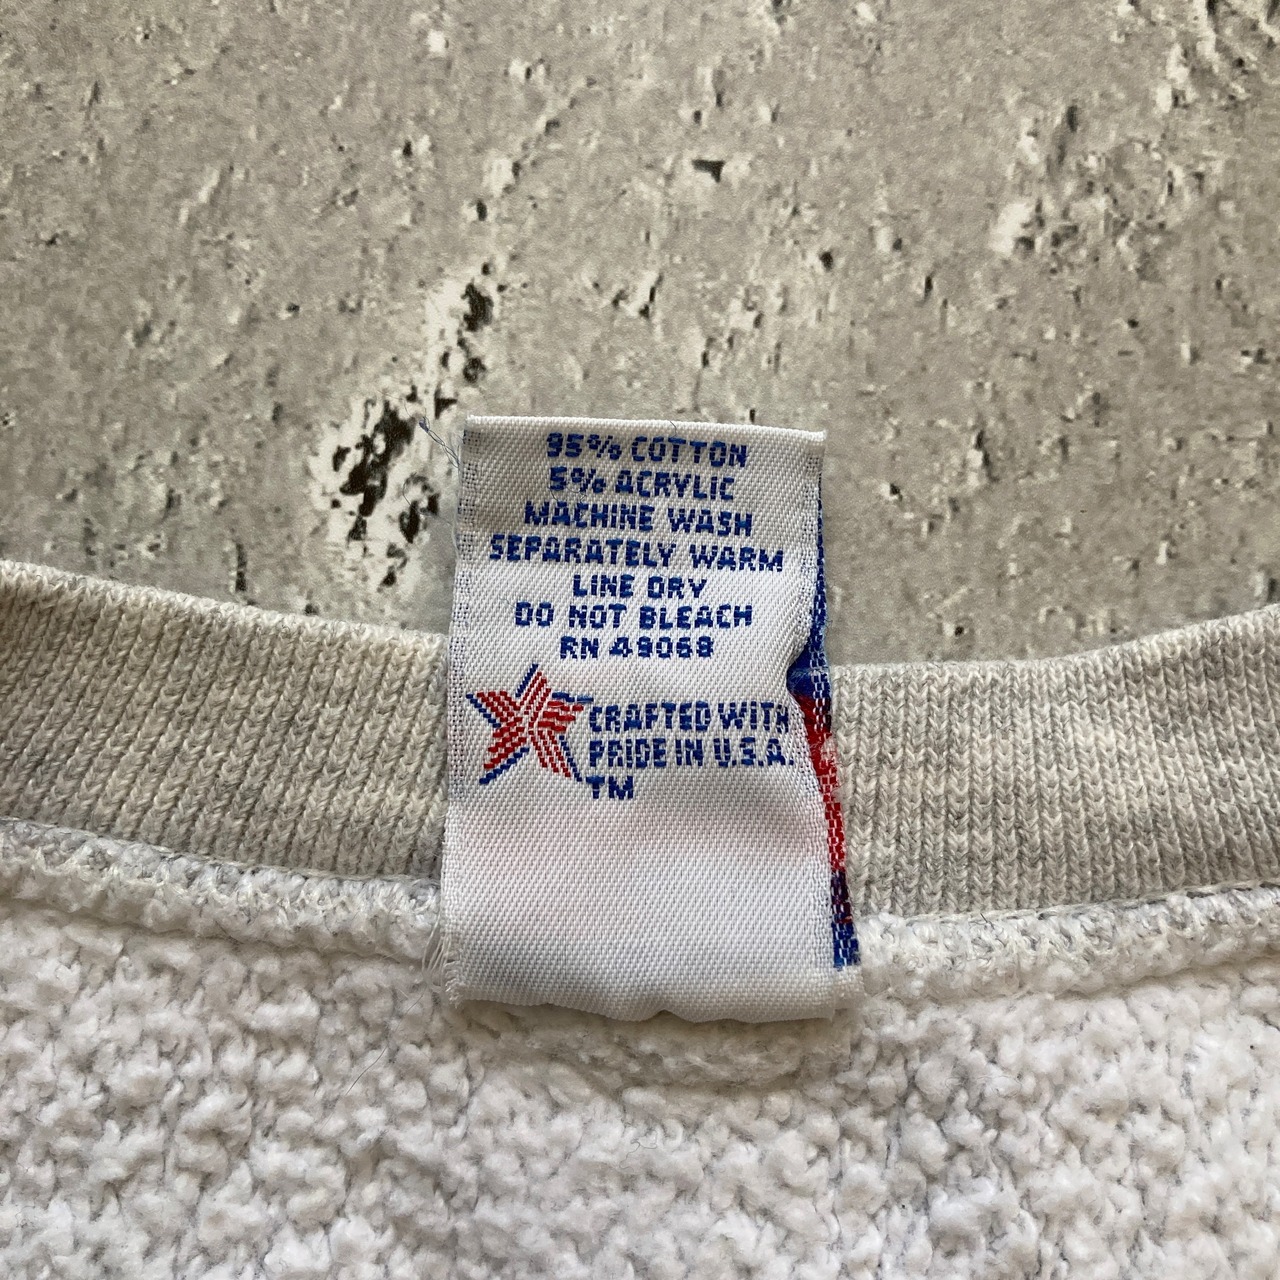 95% COTTON
5% ACRYLIC
MACHINE WASH
SEPARATELY WARM
LINE DRY
DO NOT BLEACH
RN 49068
CRAFTED WITH
PRIDE IN U.S.A.
TM